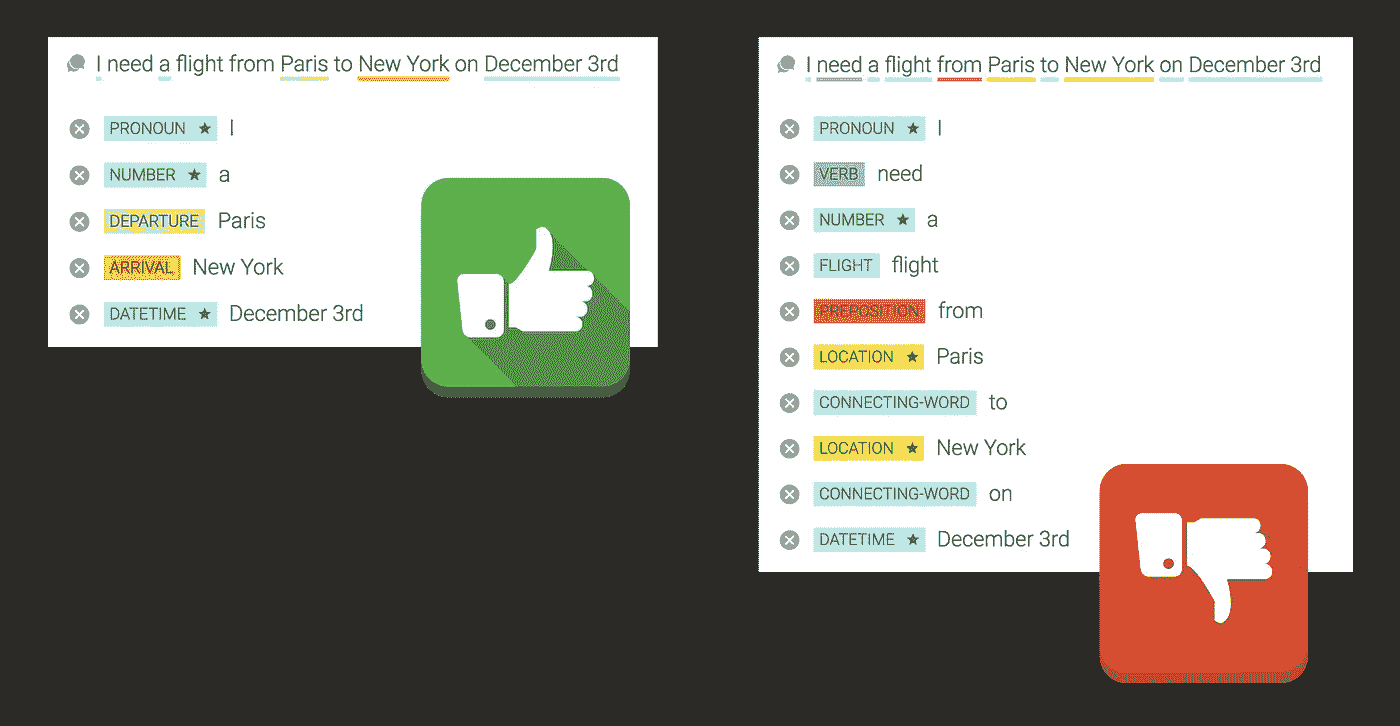 I need a flight from Paris to New York on December 3rd
PRONOUN ★ I
NUMBER ★ a
DEPARTURE Paris
ARRIVAL New York
DATETIME ★ December 3rd
I need a flight from Paris to New York on December 3rd
PRONOUN ★ I
VERB need
NUMBER ★ a
FLIGHT flight
PREPOSITION from
LOCATION ★ Paris
CONNECTING-WORD to
LOCATION ★ New York
CONNECTING-WORD on
DATETIME ★ December 3rd